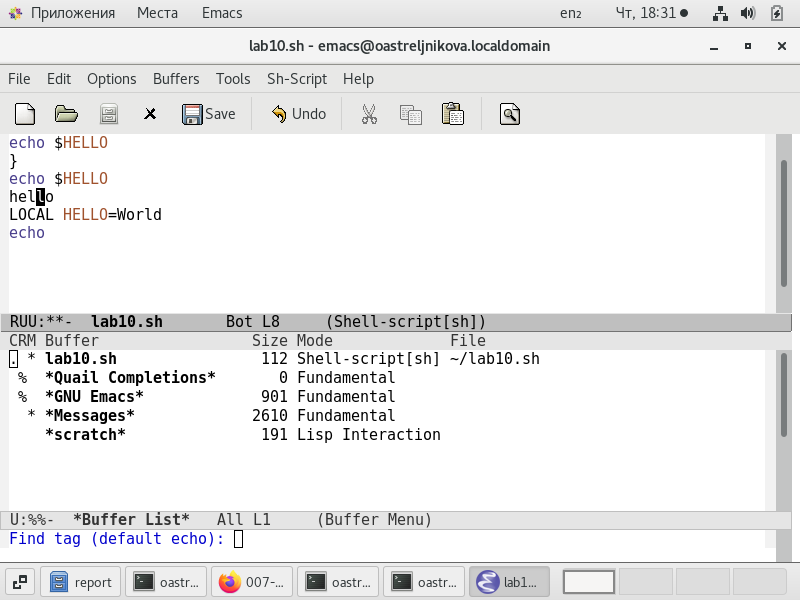 Приложения Места Emacs en₂ Чт, 18:31
lab10.sh - emacs@oastreljnikova.localdomain
File Edit Options Buffers Tools Sh-Script Help
Save Undo
echo $HELLO
}
echo $HELLO
hello
LOCAL HELLO=World
echo
RUU:**- lab10.sh Bot L8 (Shell-script[sh])
CRM Buffer Size Mode File
. * lab10.sh 112 Shell-script[sh] ~/lab10.sh
% *Quail Completions* 0 Fundamental
% *GNU Emacs* 901 Fundamental
* *Messages* 2610 Fundamental
*scratch* 191 Lisp Interaction
U:%%- *Buffer List* All L1 (Buffer Menu)
Find tag (default echo):
report oastr... 007-... oastr... oastr... lab1...